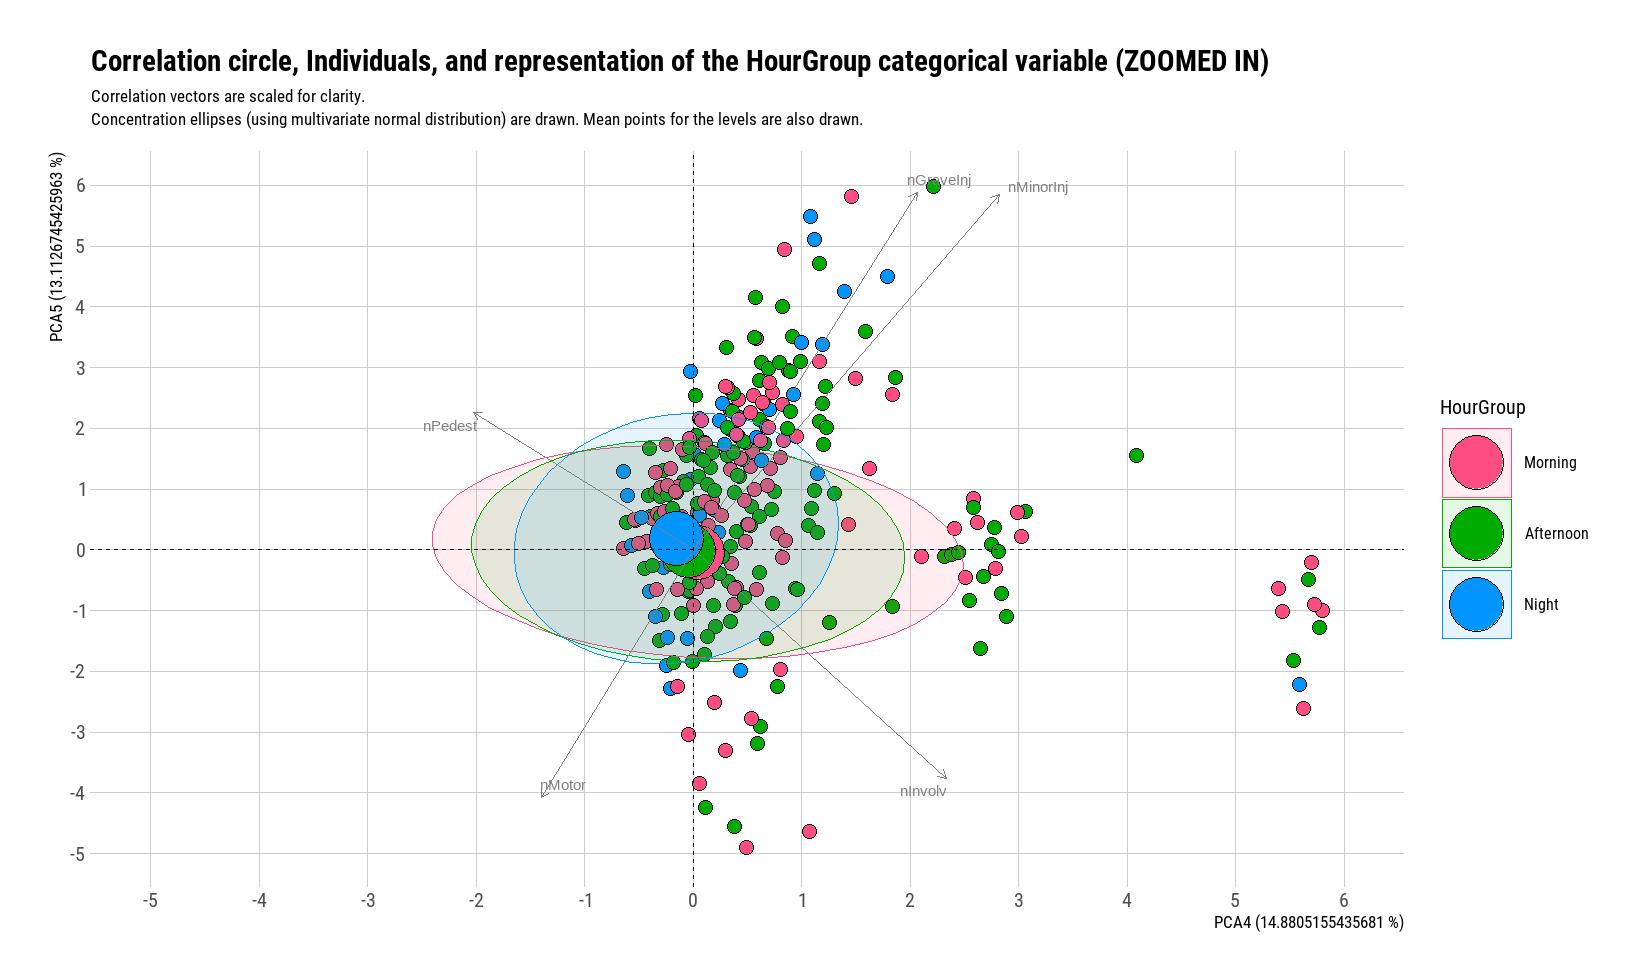 Correlation circle, Individuals, and representation of the HourGroup categorical variable (ZOOMED IN)
Correlation vectors are scaled for clarity.
Concentration ellipses (using multivariate normal distribution) are drawn. Mean points for the levels are also drawn.
PCA5 (13.1126745425963 %)
6
5
4
3
2
1
0
-1
-2
-3
-4
-5
nGraveInj
nMinorInj
nPedest
nMotor
nInvolv
-5
-4
-3
-2
-1
0
1
2
3
4
5
6
PCA4 (14.8805155435681 %)
HourGroup
Morning
Afternoon
Night